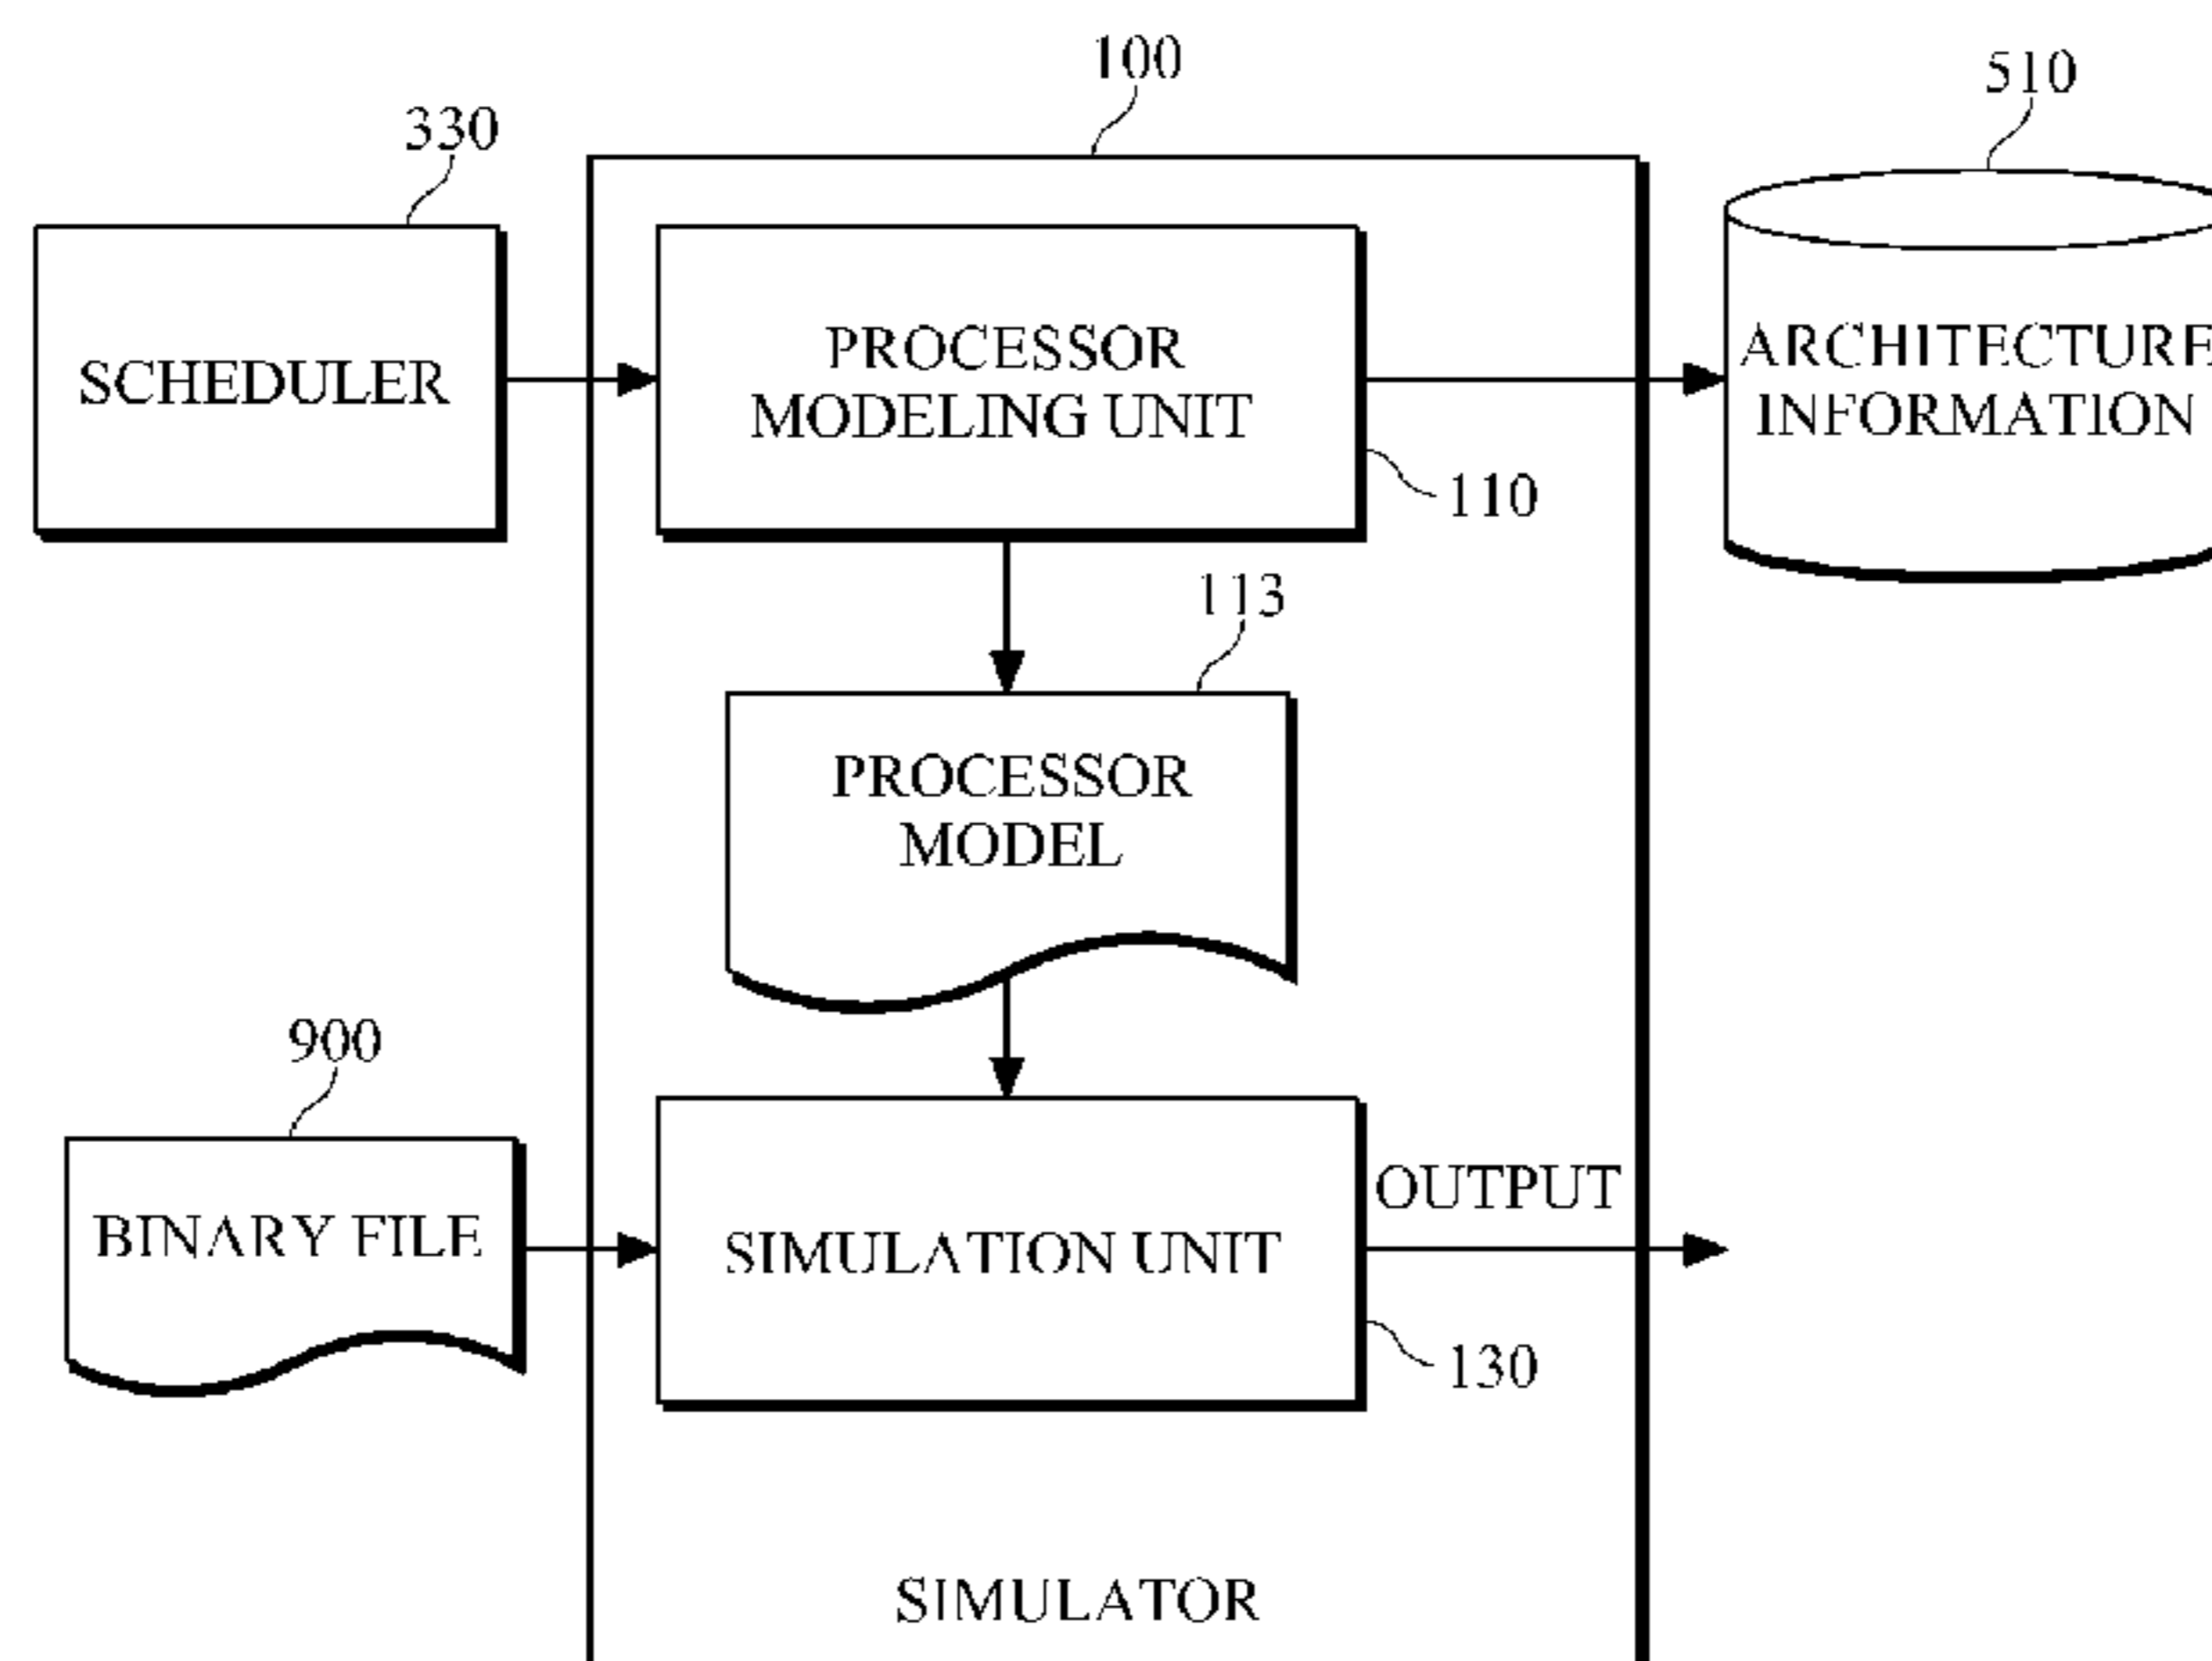 100
510
330
SCHEDULER
PROCESSOR
MODELING UNIT
110
ARCHITECTURE
INFORMATION
113
PROCESSOR
MODEL
900
BINARY FILE
SIMULATION UNIT
OUTPUT
130
SIMULATOR